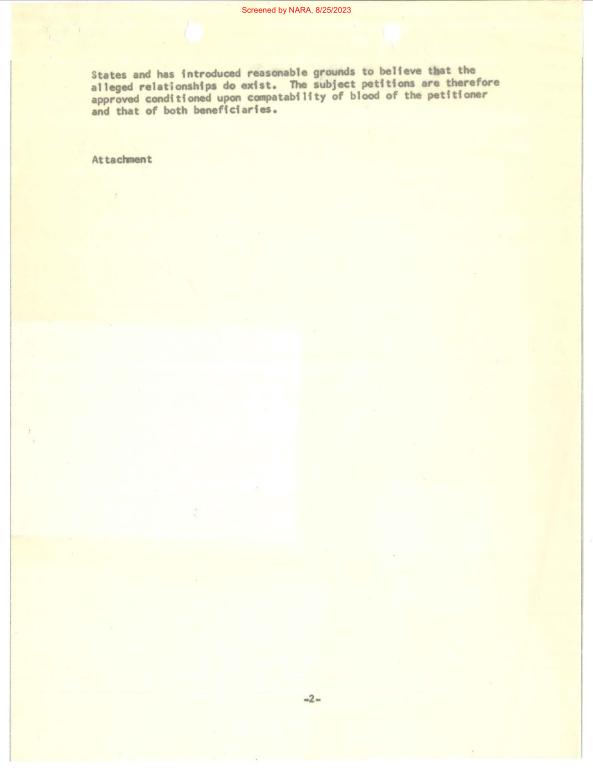 Screened by NARA, 8/25/2023
States and has introduced reasonable grounds to believe that the
alleged relationships do exist. The subject petitions are therefore
approved conditioned upon compatability of blood of the petitioner
and that of both beneficiaries.
Attachment
-2-